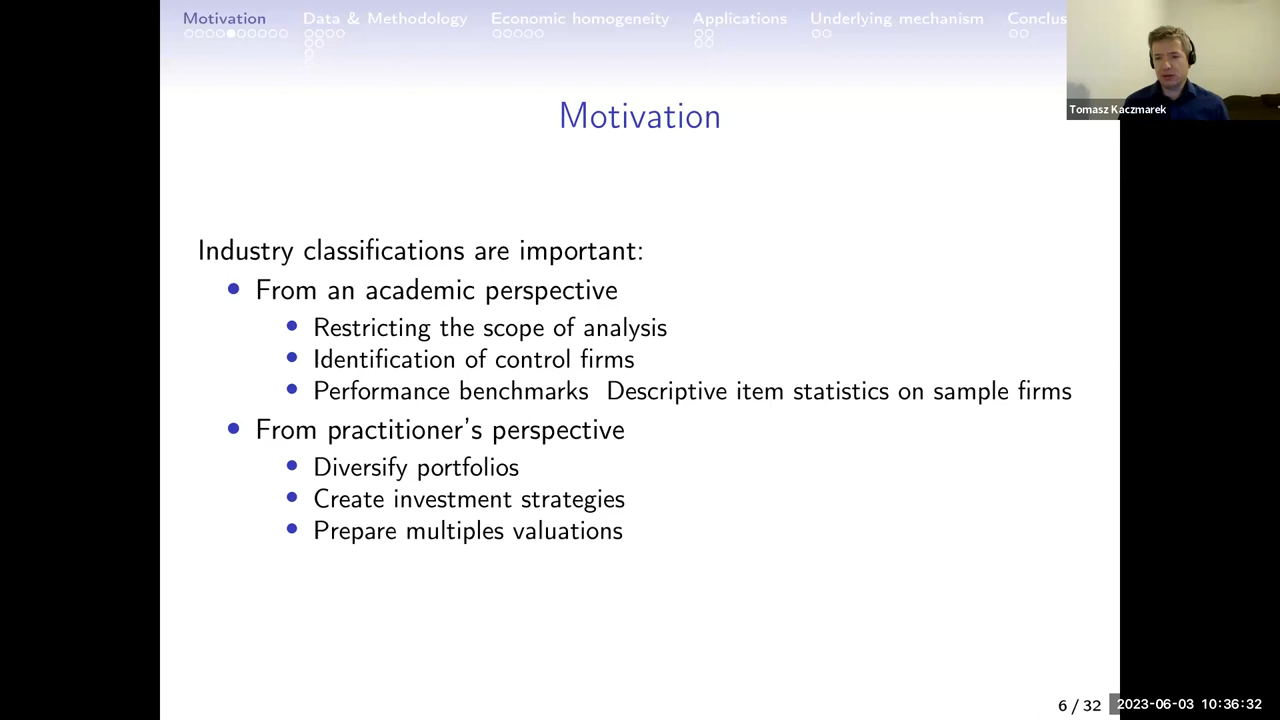 Motivation
Data & Methodology
Economic homogeneity
Applications
Underlying mechanism
Conclus
Tomasz Kaczmarek
Motivation
Industry classifications are important:
From an academic perspective
Restricting the scope of analysis
Identification of control firms
Performance benchmarks Descriptive item statistics on sample firms
From practitioner's perspective
Diversify portfolios
Create investment strategies
Prepare multiples valuations
6 / 32
2023-06-03 10:36:32